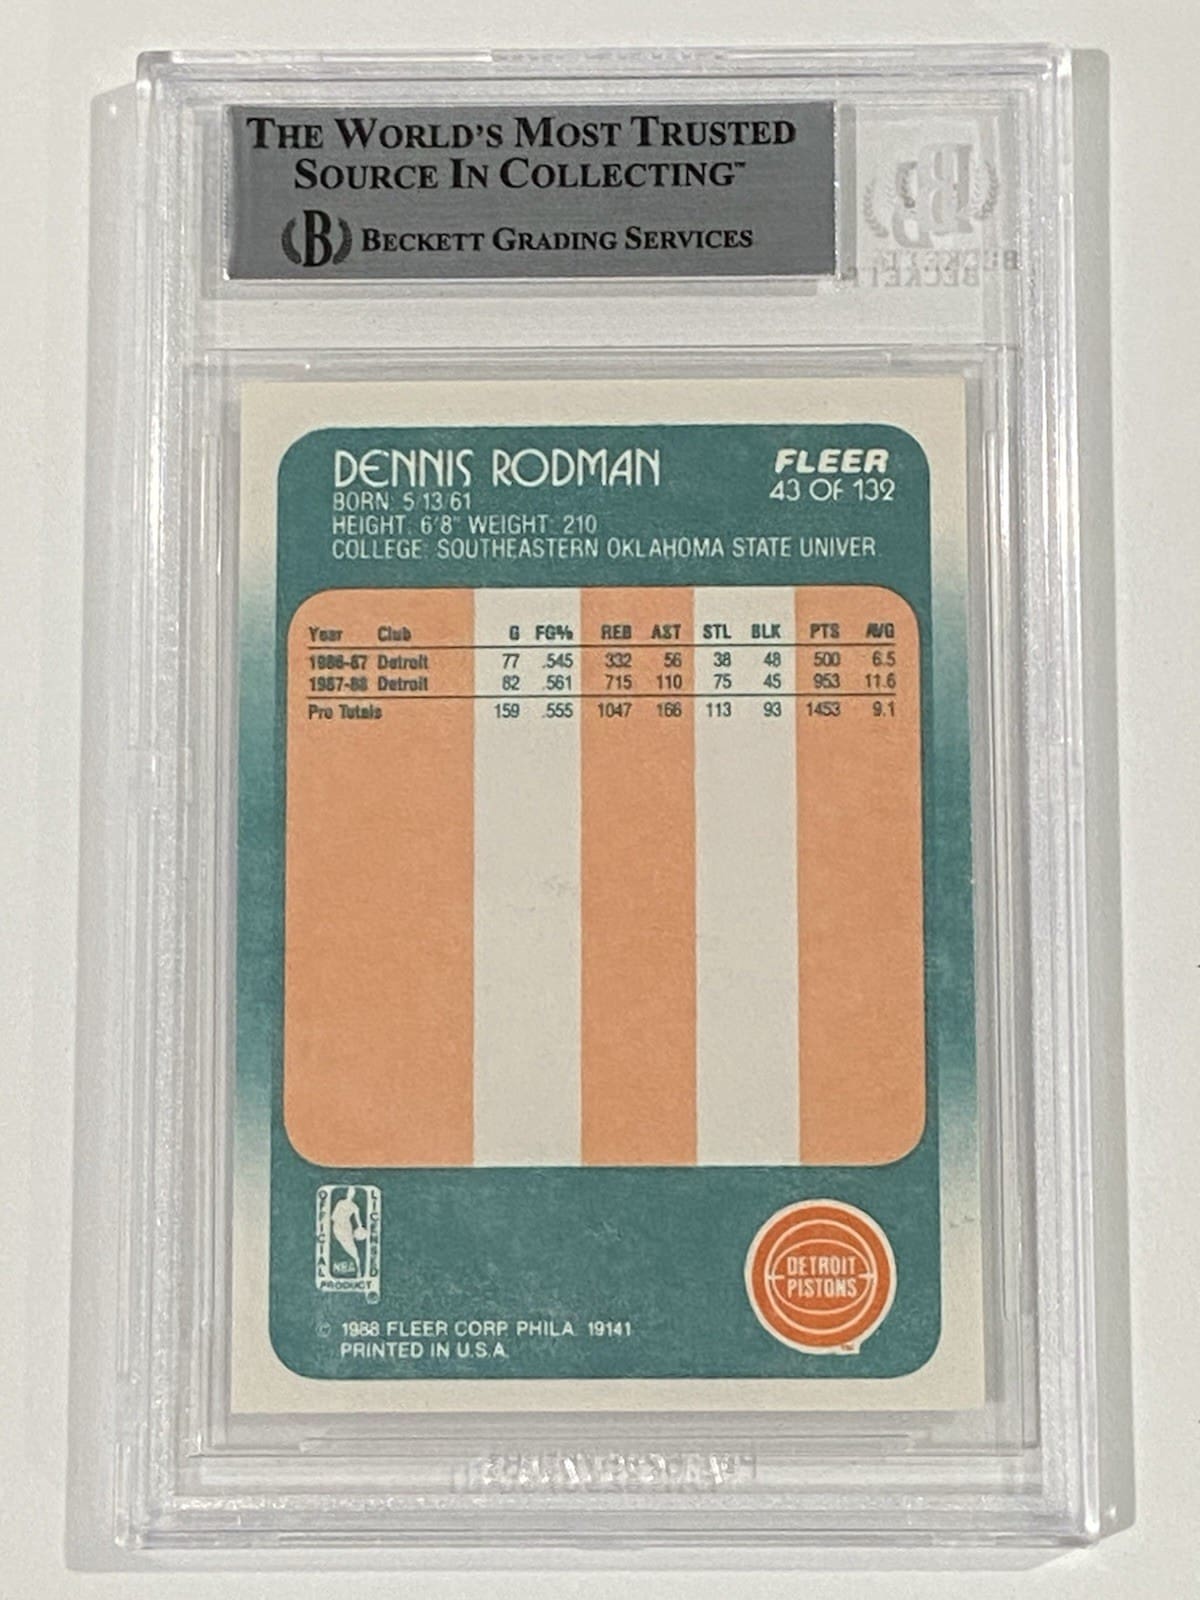 THE WORLD'S MOST TRUSTED
SOURCE IN COLLECTING™
B BECKETT GRADING SERVICES
DENNIS RODMAN
FLEER
43 OF 132
BORN: 5/13/61
HEIGHT: 6'8" WEIGHT: 210
COLLEGE: SOUTHEASTERN OKLAHOMA STATE UNIVER.
Year Club G FG% REB AST STL BLK PTS AVG
1986-87 Detroit 77 .545 332 56 38 48 500 6.5
1987-88 Detroit 82 .561 715 110 75 45 953 11.6
Pro Totals 159 .555 1047 166 113 93 1453 9.1
OFFICIAL
LICENSED
NBA
PRODUCT
®
DETROIT
PISTONS
™
© 1988 FLEER CORP. PHILA. 19141
PRINTED IN U.S.A.